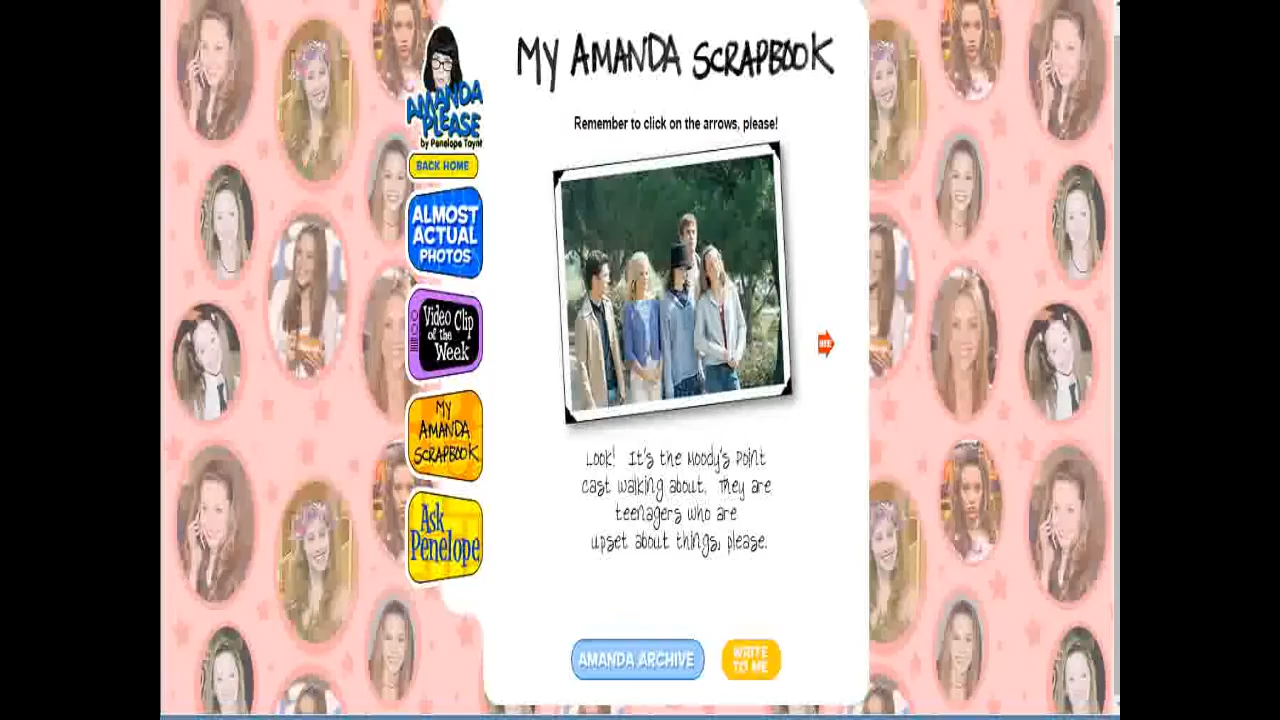 MY AMANDA SCRAPBOOK
Remember to click on the arrows, please!
AMANDA
PLEASE
by Penelope Taynt
BACK HOME
ALMOST
ACTUAL
PHOTOS
Video Clip
of the
Week
MY
AMANDA
SCRAPBOOK
Ask
Penelope
Look! It's the Moody's Point
cast walking about. They are
teenagers who are
upset about things, please.
AMANDA ARCHIVE
WRITE
TO ME